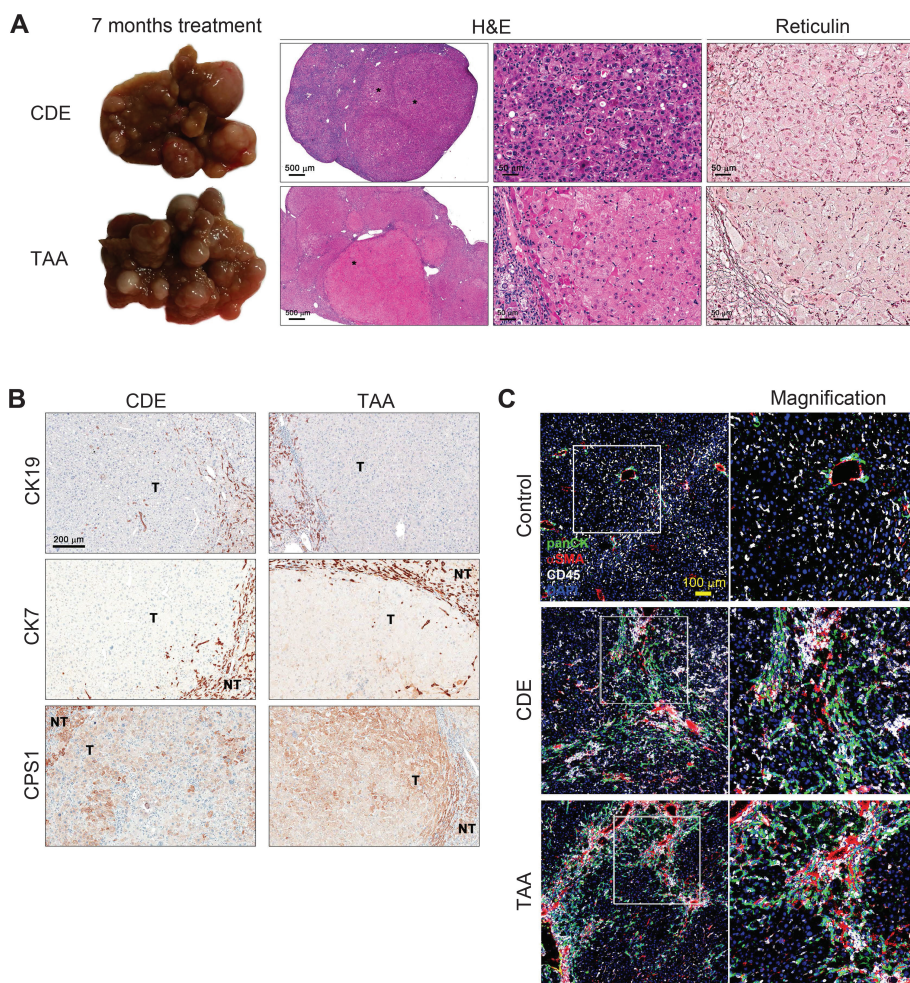 A
7 months treatment
H&E
Reticulin
CDE
*
*
500 μm
50 μm
50 μm
TAA
*
500 μm
50 μm
50 μm
B
CDE
TAA
CK19
T
200 μm
T
CK7
T
NT
T
NT
CPS1
NT
T
T
NT
C
Magnification
Control
panCK
αSMA
CD45
100 μm
CDE
TAA